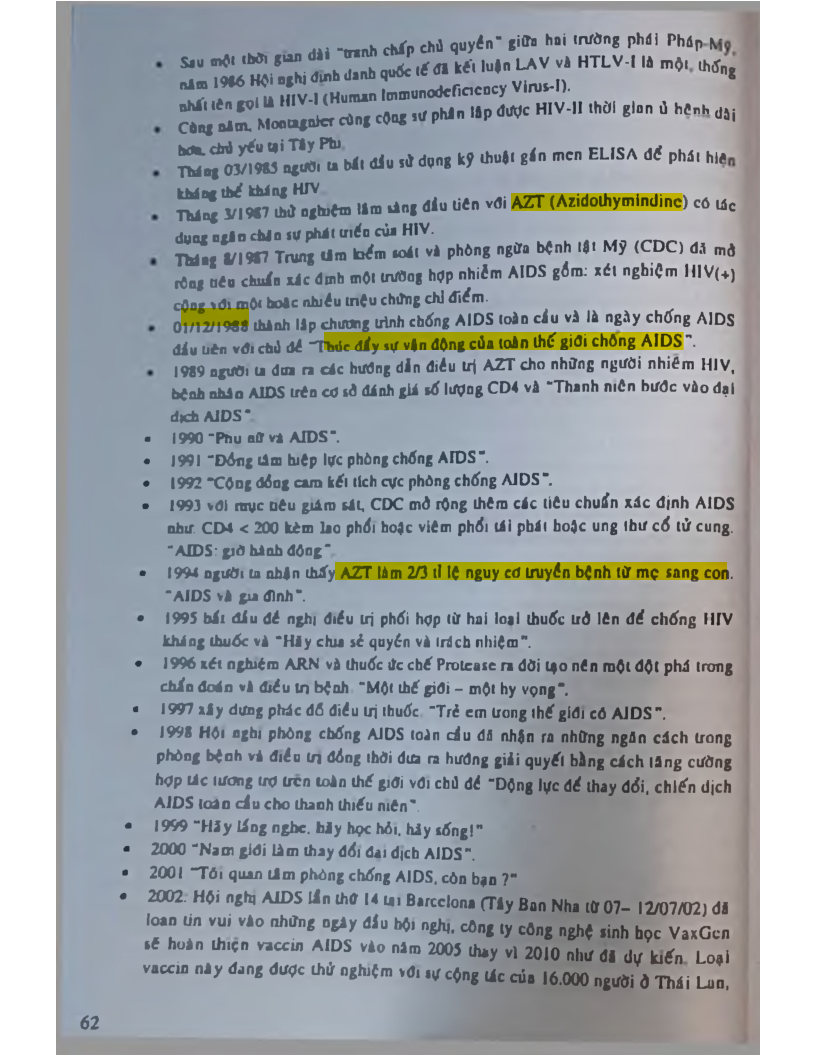 • Sau một thời gian dài "tranh chấp chủ quyền" giữa hai trường phái Pháp-Mỹ,
năm 1986 Hội nghị định danh quốc tế đã kết luận LAV và HTLV-I là một, thống
nhất tên gọi là HIV-I (Human Immunodeficiency Virus-I).
• Cùng năm, Montagnier cùng cộng sự phân lập được HIV-II thời gian ủ bệnh dài
hơn, chủ yếu tại Tây Phi.
• Tháng 03/1985 người ta bắt đầu sử dụng kỹ thuật gắn men ELISA để phát hiện
kháng thể kháng HIV.
• Tháng 3/1987 thử nghiệm lâm sàng đầu tiên với AZT (Azidothymindine) có tác
dụng ngăn chặn sự phát triển của HIV.
• Tháng 8/1987 Trung tâm kiểm soát và phòng ngừa bệnh tật Mỹ (CDC) đã mở
rộng tiêu chuẩn xác định một trường hợp nhiễm AIDS gồm: xét nghiệm HIV(+)
cộng với một hoặc nhiều triệu chứng chỉ điểm.
• 01/12/1988 thành lập chương trình chống AIDS toàn cầu và là ngày chống AIDS
đầu tiên với chủ đề "Thúc đẩy sự vận động của toàn thế giới chống AIDS".
• 1989 người ta đưa ra các hướng dẫn điều trị AZT cho những người nhiễm HIV,
bệnh nhân AIDS trên cơ sở đánh giá số lượng CD4 và "Thanh niên bước vào đại
dịch AIDS".
• 1990 "Phụ nữ và AIDS".
• 1991 "Đồng tâm hiệp lực phòng chống AIDS".
• 1992 "Cộng đồng cam kết tích cực phòng chống AIDS".
• 1993 với mục tiêu giám sát, CDC mở rộng thêm các tiêu chuẩn xác định AIDS
như: CD4 < 200 kèm lao phổi hoặc viêm phổi tái phát hoặc ung thư cổ tử cung.
"AIDS: giờ hành động".
• 1994 người ta nhận thấy AZT làm 2/3 tỉ lệ nguy cơ truyền bệnh từ mẹ sang con.
"AIDS và gia đình".
• 1995 bắt đầu đề nghị điều trị phối hợp từ hai loại thuốc trở lên để chống HIV
kháng thuốc và "Hãy chia sẻ quyền và trách nhiệm".
• 1996 xét nghiệm ARN và thuốc ức chế Protease ra đời tạo nên một đột phá trong
chẩn đoán và điều trị bệnh. "Một thế giới – một hy vọng".
• 1997 xây dựng phác đồ điều trị thuốc. "Trẻ em trong thế giới có AIDS".
• 1998 Hội nghị phòng chống AIDS toàn cầu đã nhận ra những ngăn cách trong
phòng bệnh và điều trị đồng thời đưa ra hướng giải quyết bằng cách tăng cường
hợp tác tương trợ trên toàn thế giới với chủ đề "Động lực để thay đổi, chiến dịch
AIDS toàn cầu cho thanh thiếu niên".
• 1999 "Hãy lắng nghe, hãy học hỏi, hãy sống!"
• 2000 "Nam giới làm thay đổi đại dịch AIDS".
• 2001 "Tôi quan tâm phòng chống AIDS, còn bạn ?"
• 2002: Hội nghị AIDS lần thứ 14 tại Barcelona (Tây Ban Nha từ 07– 12/07/02) đã
loan tin vui vào những ngày đầu hội nghị, công ty công nghệ sinh học VaxGen
sẽ hoàn thiện vaccin AIDS vào năm 2005 thay vì 2010 như đã dự kiến. Loại
vaccin này đang được thử nghiệm với sự cộng tác của 16.000 người ở Thái Lan,
62